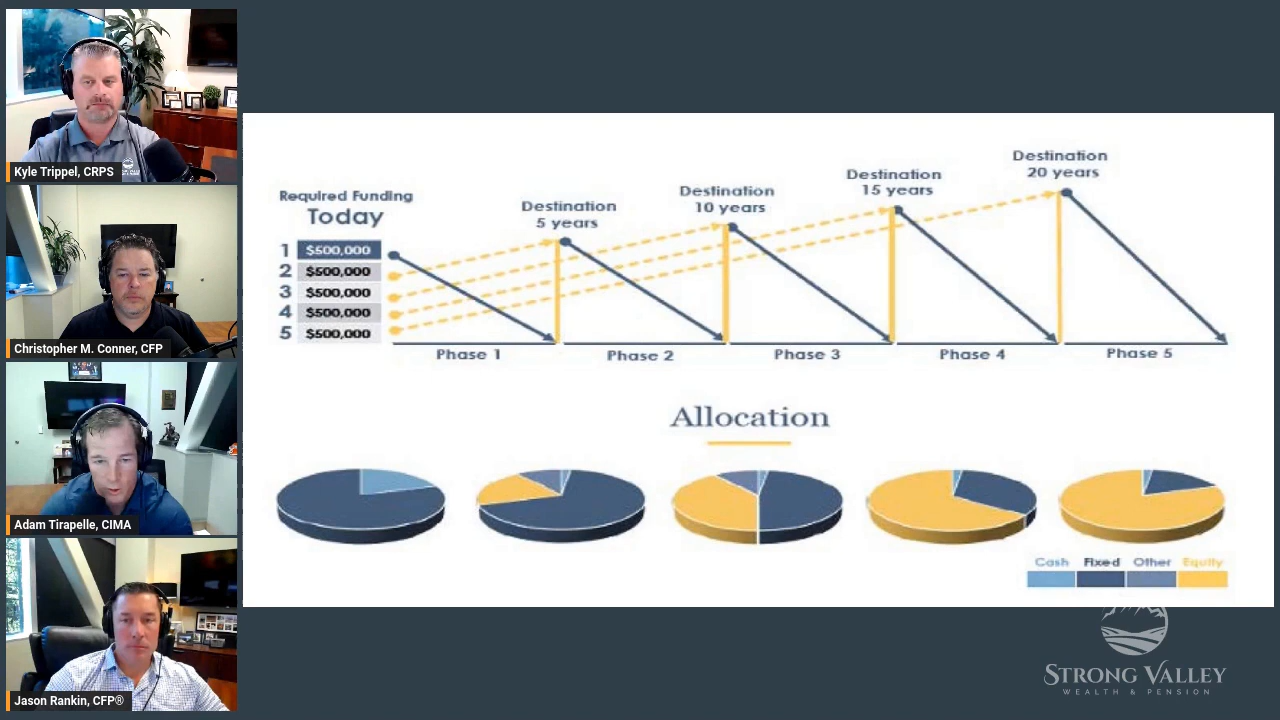 Kyle Trippel, CRPS
Christopher M. Conner, CFP
Adam Tirapelle, CIMA
Jason Rankin, CFP®
Required Funding
Today
1 $500,000
2 $500,000
3 $500,000
4 $500,000
5 $500,000
Destination
5 years
Destination
10 years
Destination
15 years
Destination
20 years
Phase 1
Phase 2
Phase 3
Phase 4
Phase 5
Allocation
Cash Fixed Other Equity
STRONG VALLEY
WEALTH & PENSION